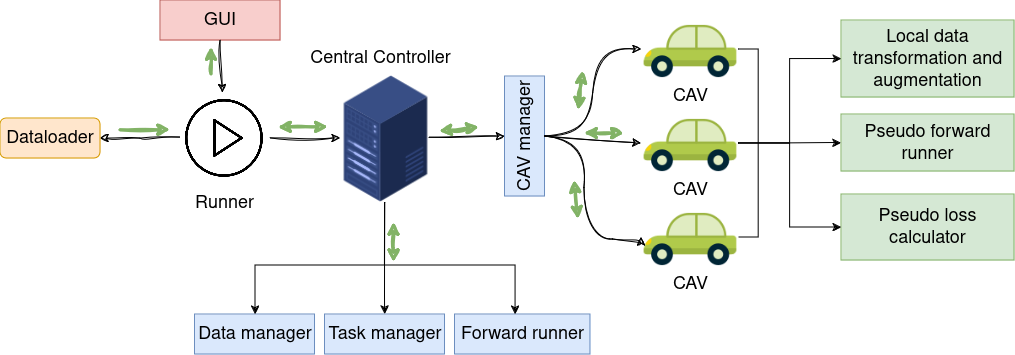 GUI
Central Controller
Dataloader
Runner
CAV manager
CAV
CAV
CAV
Local data
transformation and
augmentation
Pseudo forward
runner
Pseudo loss
calculator
Data manager
Task manager
Forward runner